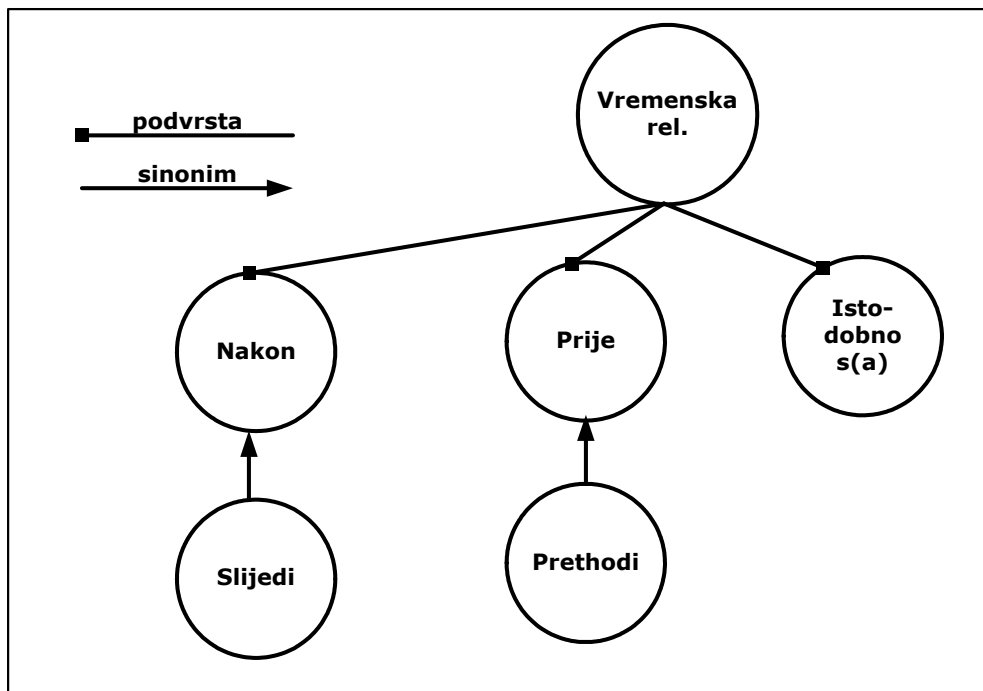 Vremenska
rel.
podvrsta
sinonim
Nakon
Prije
Isto-
dobno
s(a)
Slijedi
Prethodi